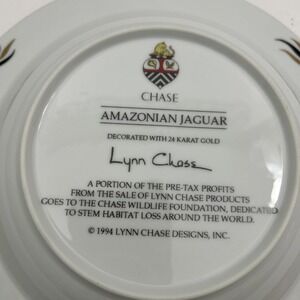 CHASE
AMAZONIAN JAGUAR
DECORATED WITH 24 KARAT GOLD
Lynn Chase
A PORTION OF THE PRE-TAX PROFITS
FROM THE SALE OF LYNN CHASE PRODUCTS
GOES TO THE CHASE WILDLIFE FOUNDATION, DEDICATED
TO STEM HABITAT LOSS AROUND THE WORLD.
© 1994 LYNN CHASE DESIGNS, INC.